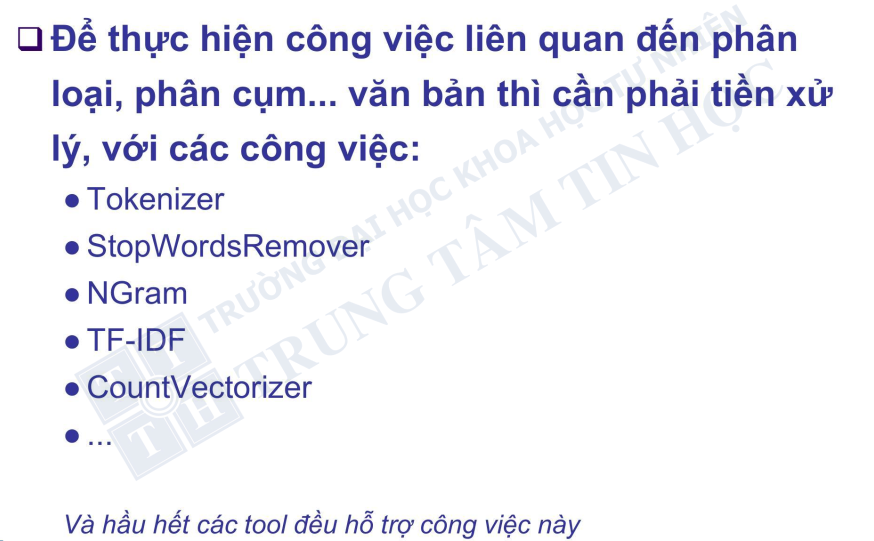 Để thực hiện công việc liên quan đến phân
loại, phân cụm... văn bản thì cần phải tiền xử
lý, với các công việc:
● Tokenizer
● StopWordsRemover
● NGram
● TF-IDF
● CountVectorizer
● ...
Và hầu hết các tool đều hỗ trợ công việc này
TRƯỜNG ĐẠI HỌC KHOA HỌC TỰ NHIÊN
TRUNG TÂM TIN HỌC
T T
T H